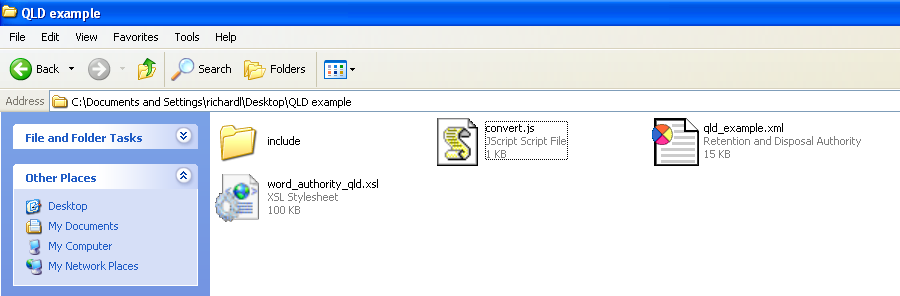 QLD example
File Edit View Favorites Tools Help
Back Search Folders
Address C:\Documents and Settings\richardl\Desktop\QLD example
File and Folder Tasks
Other Places
Desktop
My Documents
My Computer
My Network Places
include
convert.js
JScript Script File
1 KB
qld_example.xml
Retention and Disposal Authority
15 KB
word_authority_qld.xsl
XSL Stylesheet
100 KB